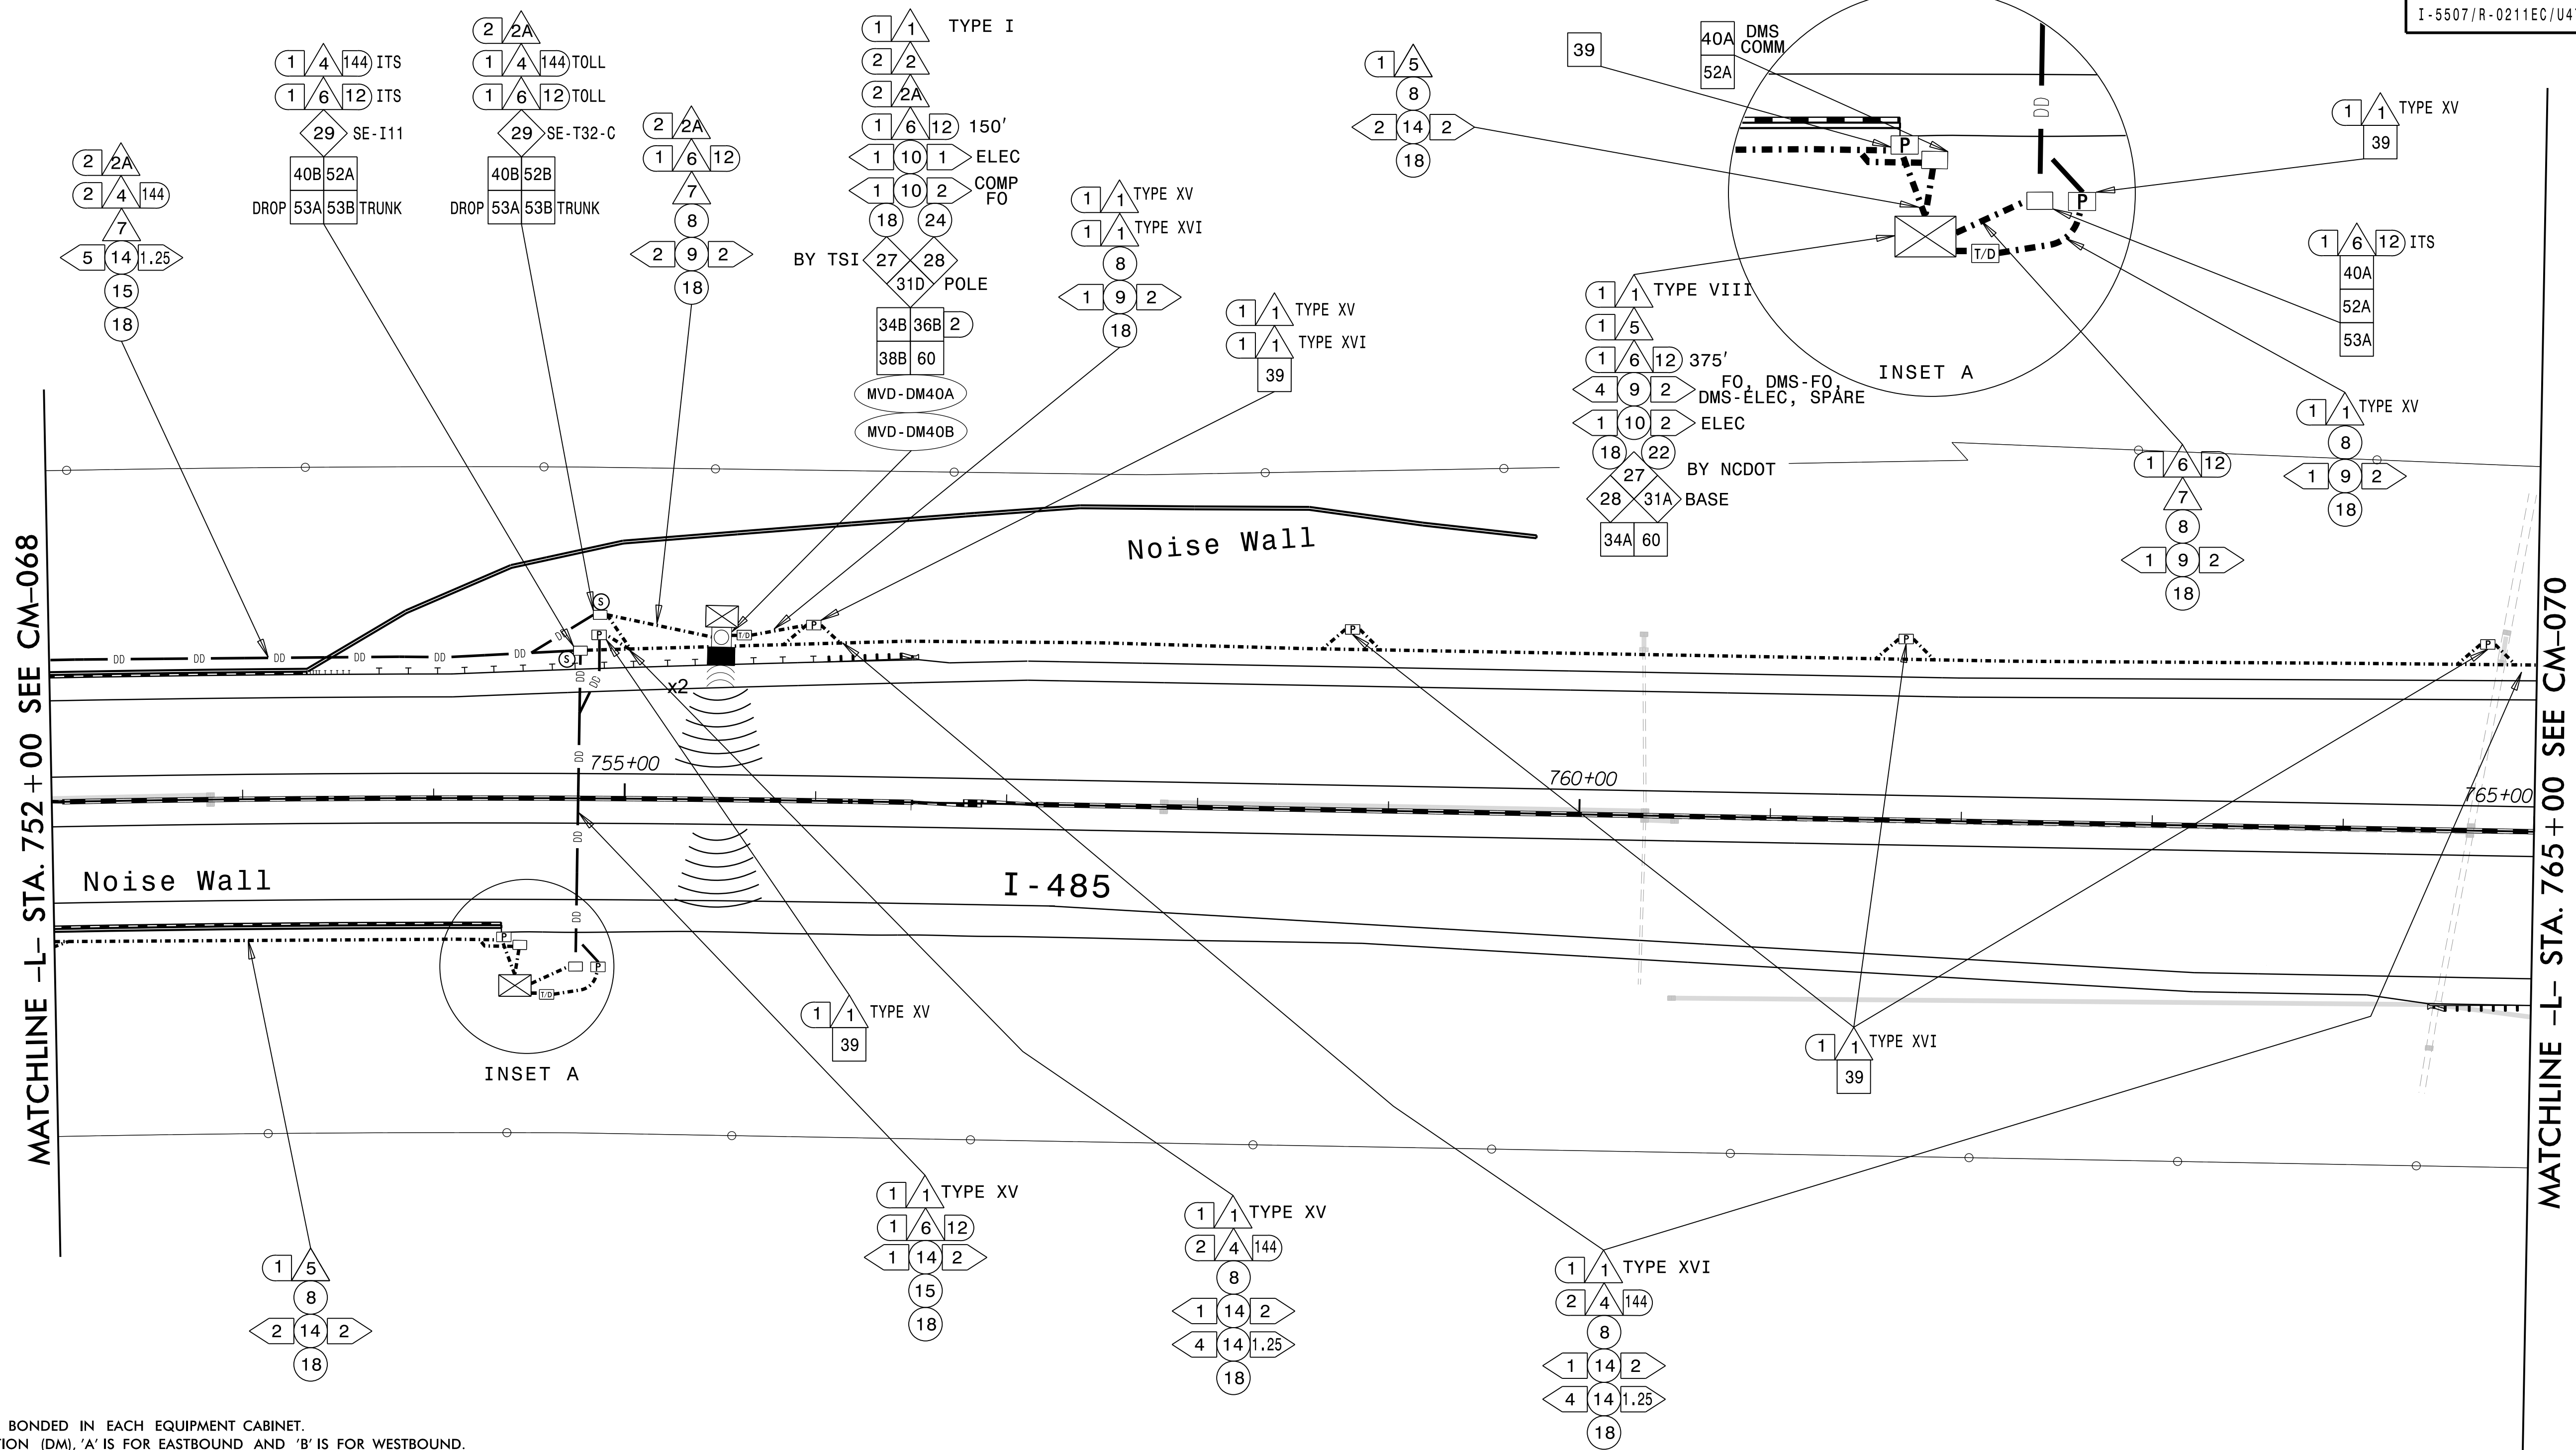 I-5507/R-0211EC/U4
2 2A
2 4 144
7
5 14 1.25
15
18
1 4 144 ITS
1 6 12 ITS
29 SE-I11
40B 52A
DROP 53A 53B TRUNK
2 2A
1 4 144 TOLL
1 6 12 TOLL
29 SE-T32-C
40B 52B
DROP 53A 53B TRUNK
2 2A
1 6 12
7
8
2 9 2
18
1 1 TYPE I
2 2
2 2A
1 6 12 150'
1 10 1 ELEC
1 10 2 COMP FO
18 24
BY TSI 27 28
31D POLE
34B 36B 2
38B 60
MVD-DM40A
MVD-DM40B
1 1 TYPE XV
1 1 TYPE XVI
8
1 9 2
18
1 1 TYPE XV
1 1 TYPE XVI
39
1 5
8
2 14 2
18
39
40A DMS COMM
52A
P
P
T/D
INSET A
1 1 TYPE XV
39
1 6 12 ITS
40A
52A
53A
1 1 TYPE VIII
1 5
1 6 12 375'
4 9 2 FO, DMS-FO,
DMS-ELEC, SPARE
1 10 2 ELEC
18 22
27 BY NCDOT
28 31A BASE
34A 60
1 6 12
7
8
1 9 2
18
1 1 TYPE XV
8
1 9 2
18
MATCHLINE -L- STA. 752+00 SEE CM-068
MATCHLINE -L- STA. 765+00 SEE CM-070
Noise Wall
DD DD DD DD DD DD DD
S
P
S
T/D
P
P
P
P
DD
DD
x2
DD
755+00
760+00
765+00
DD
Noise Wall
I-485
DD
P
P
T/D
INSET A
1 1 TYPE XV
39
1 1 TYPE XVI
39
1 5
8
2 14 2
18
1 1 TYPE XV
1 6 12
1 14 2
15
18
1 1 TYPE XV
2 4 144
8
1 14 2
4 14 1.25
18
1 1 TYPE XVI
2 4 144
8
1 14 2
4 14 1.25
18
BONDED IN EACH EQUIPMENT CABINET.
TION (DM), 'A' IS FOR EASTBOUND AND 'B' IS FOR WESTBOUND.